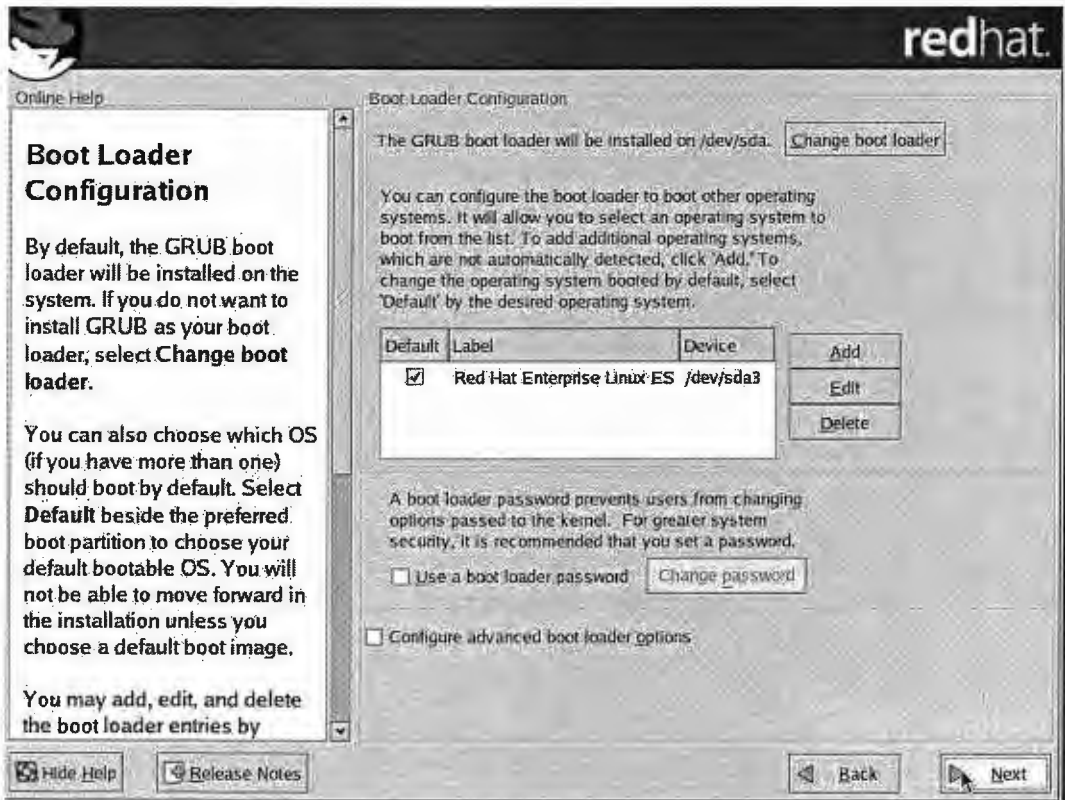 redhat.
Online Help
Boot Loader
Configuration
By default, the GRUB boot
loader will be installed on the
system. If you do not want to
install GRUB as your boot
loader, select Change boot
loader.
You can also choose which OS
(if you have more than one)
should boot by default. Select
Default beside the preferred
boot partition to choose your
default bootable OS. You will
not be able to move forward in
the installation unless you
choose a default boot image.
You may add, edit, and delete
the boot loader entries by
Boot Loader Configuration
The GRUB boot loader will be installed on /dev/sda.
Change boot loader
You can configure the boot loader to boot other operating
systems. It will allow you to select an operating system to
boot from the list. To add additional operating systems,
which are not automatically detected, click 'Add.' To
change the operating system booted by default, select
'Default' by the desired operating system.
Default Label Device
Red Hat Enterprise Linux ES /dev/sda3
Add
Edit
Delete
A boot loader password prevents users from changing
options passed to the kernel. For greater system
security, it is recommended that you set a password.
Use a boot loader password Change password
Configure advanced boot loader options
Hide Help Release Notes Back Next